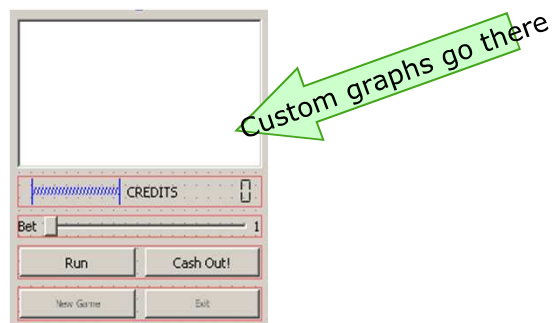 Custom graphs go there
CREDITS 0
Bet 1
Run Cash Out!
New Game Exit